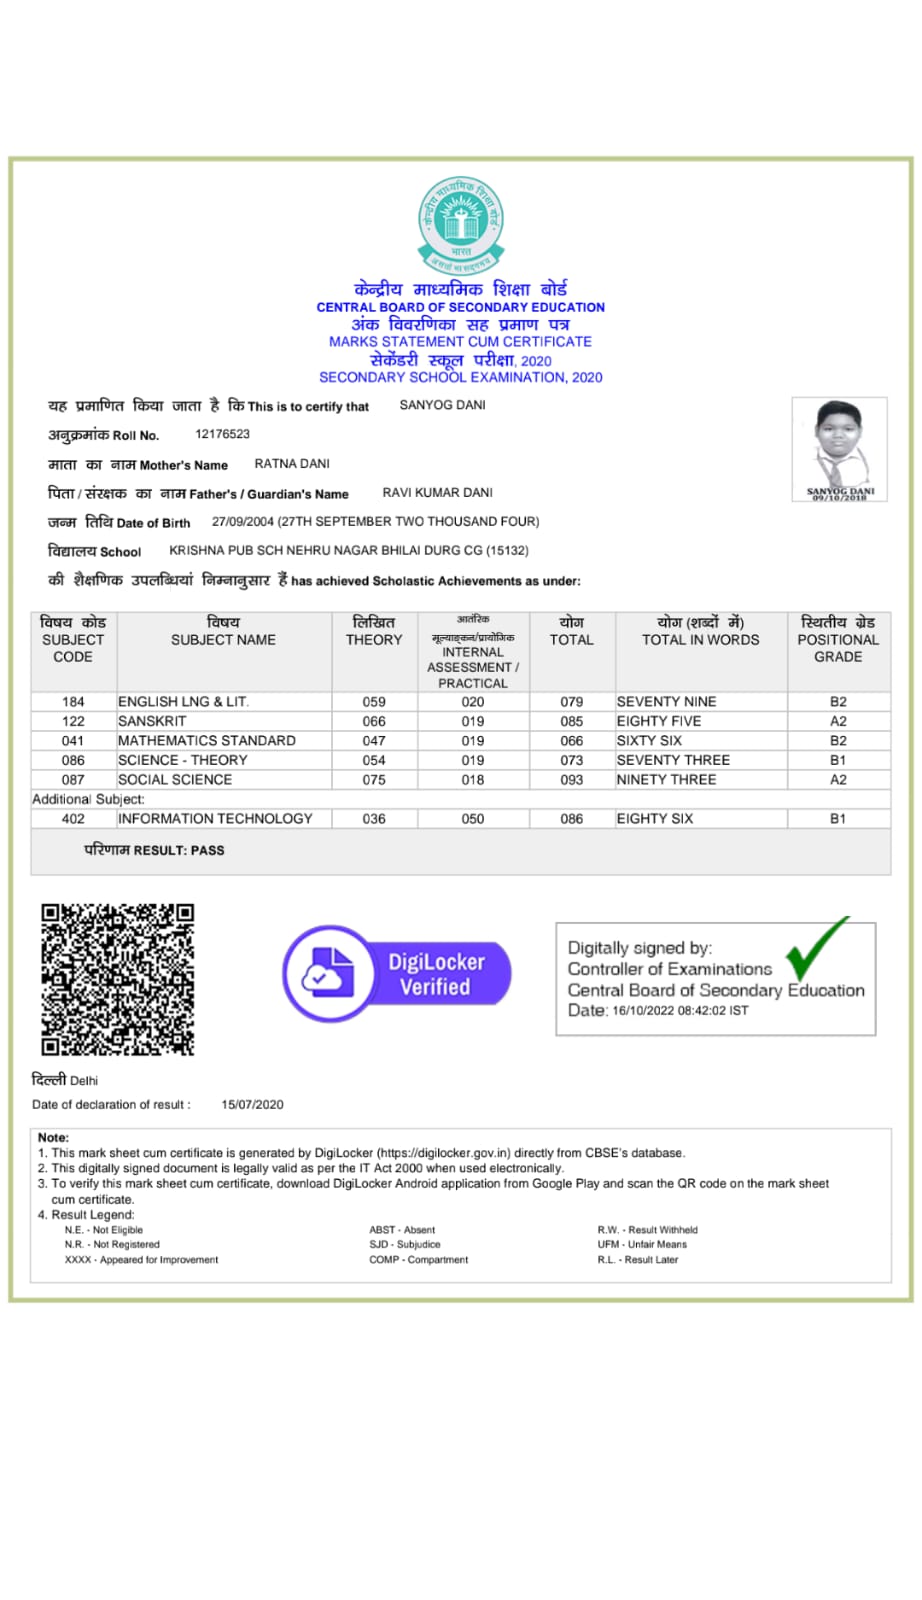 केन्द्रीय माध्यमिक शिक्षा बोर्ड
भारत
असतो मा सद्गमय
केन्द्रीय माध्यमिक शिक्षा बोर्ड
CENTRAL BOARD OF SECONDARY EDUCATION
अंक विवरणिका सह प्रमाण पत्र
MARKS STATEMENT CUM CERTIFICATE
सेकेंडरी स्कूल परीक्षा, 2020
SECONDARY SCHOOL EXAMINATION, 2020
यह प्रमाणित किया जाता है कि This is to certify that SANYOG DANI
अनुक्रमांक Roll No. 12176523
माता का नाम Mother's Name RATNA DANI
पिता / संरक्षक का नाम Father's / Guardian's Name RAVI KUMAR DANI
जन्म तिथि Date of Birth 27/09/2004 (27TH SEPTEMBER TWO THOUSAND FOUR)
विद्यालय School KRISHNA PUB SCH NEHRU NAGAR BHILAI DURG CG (15132)
की शैक्षणिक उपलब्धियां निम्नानुसार हैं has achieved Scholastic Achievements as under:
SANYOG DANI
09/10/2018
विषय कोड SUBJECT CODE विषय SUBJECT NAME लिखित THEORY आतंरिक मूल्याङ्कन/प्रायोगिक INTERNAL ASSESSMENT / PRACTICAL योग TOTAL योग (शब्दों में) TOTAL IN WORDS स्थितीय ग्रेड POSITIONAL GRADE
184 ENGLISH LNG & LIT. 059 020 079 SEVENTY NINE B2
122 SANSKRIT 066 019 085 EIGHTY FIVE A2
041 MATHEMATICS STANDARD 047 019 066 SIXTY SIX B2
086 SCIENCE - THEORY 054 019 073 SEVENTY THREE B1
087 SOCIAL SCIENCE 075 018 093 NINETY THREE A2
Additional Subject:
402 INFORMATION TECHNOLOGY 036 050 086 EIGHTY SIX B1
परिणाम RESULT: PASS
DigiLocker
Verified
Digitally signed by:
Controller of Examinations
Central Board of Secondary Education
Date: 16/10/2022 08:42:02 IST
दिल्ली Delhi
Date of declaration of result : 15/07/2020
Note:
1. This mark sheet cum certificate is generated by DigiLocker (https://digilocker.gov.in) directly from CBSE's database.
2. This digitally signed document is legally valid as per the IT Act 2000 when used electronically.
3. To verify this mark sheet cum certificate, download DigiLocker Android application from Google Play and scan the QR code on the mark sheet
cum certificate.
4. Result Legend:
N.E. - Not Eligible ABST - Absent R.W. - Result Withheld
N.R. - Not Registered SJD - Subjudice UFM - Unfair Means
XXXX - Appeared for Improvement COMP - Compartment R.L. - Result Later